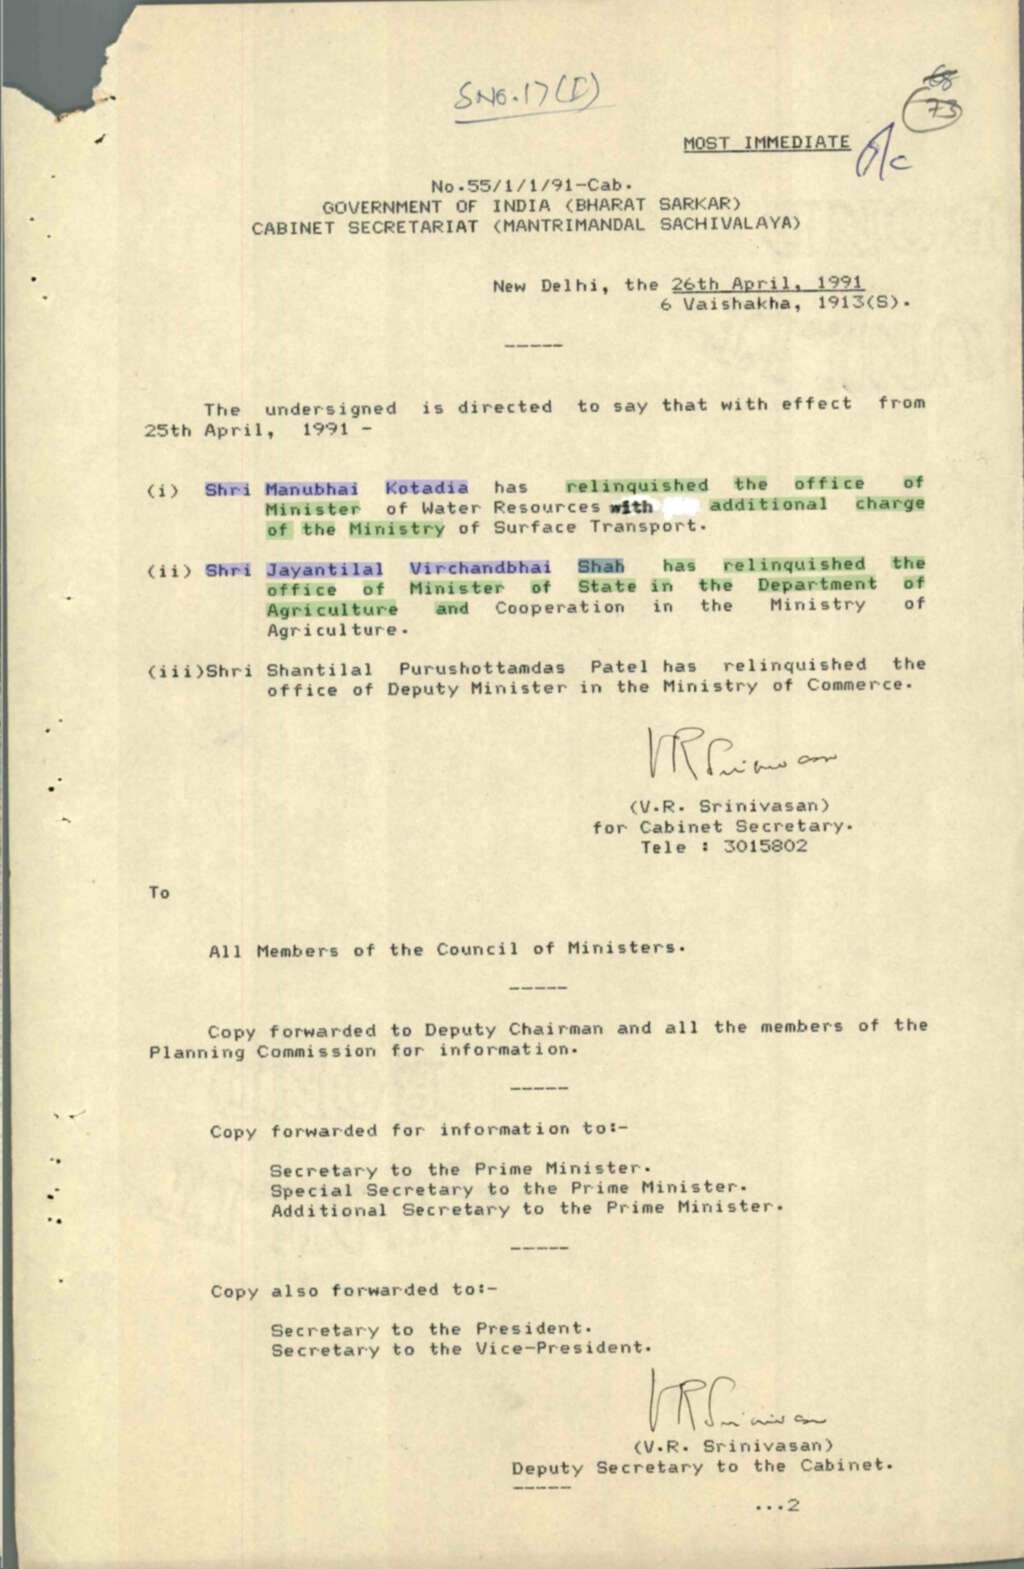 SNo.17(I)
68
73
MOST IMMEDIATE
No.55/1/1/91-Cab.
GOVERNMENT OF INDIA (BHARAT SARKAR)
CABINET SECRETARIAT (MANTRIMANDAL SACHIVALAYA)
New Delhi, the 26th April, 1991
6 Vaishakha, 1913(S).
-----
The undersigned is directed to say that with effect from
25th April, 1991 -
(i) Shri Manubhai Kotadia has relinquished the office of
Minister of Water Resources with additional charge
of the Ministry of Surface Transport.
(ii) Shri Jayantilal Virchandbhai Shah has relinquished the
office of Minister of State in the Department of
Agriculture and Cooperation in the Ministry of
Agriculture.
(iii)Shri Shantilal Purushottamdas Patel has relinquished the
office of Deputy Minister in the Ministry of Commerce.
VR Srinivasan
(V.R. Srinivasan)
for Cabinet Secretary.
Tele : 3015802
To
All Members of the Council of Ministers.
-----
Copy forwarded to Deputy Chairman and all the members of the
Planning Commission for information.
-----
Copy forwarded for information to:-
Secretary to the Prime Minister.
Special Secretary to the Prime Minister.
Additional Secretary to the Prime Minister.
-----
Copy also forwarded to:-
Secretary to the President.
Secretary to the Vice-President.
VR Srinivasan
(V.R. Srinivasan)
Deputy Secretary to the Cabinet.
-----
...2